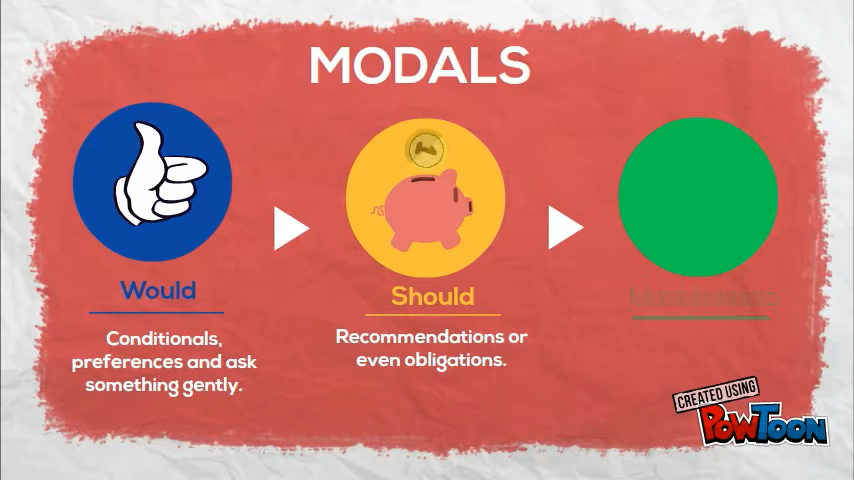 MODALS
Would
Conditionals,
preferences and ask
something gently.
Should
Recommendations or
even obligations.
CREATED USING
POWTOON